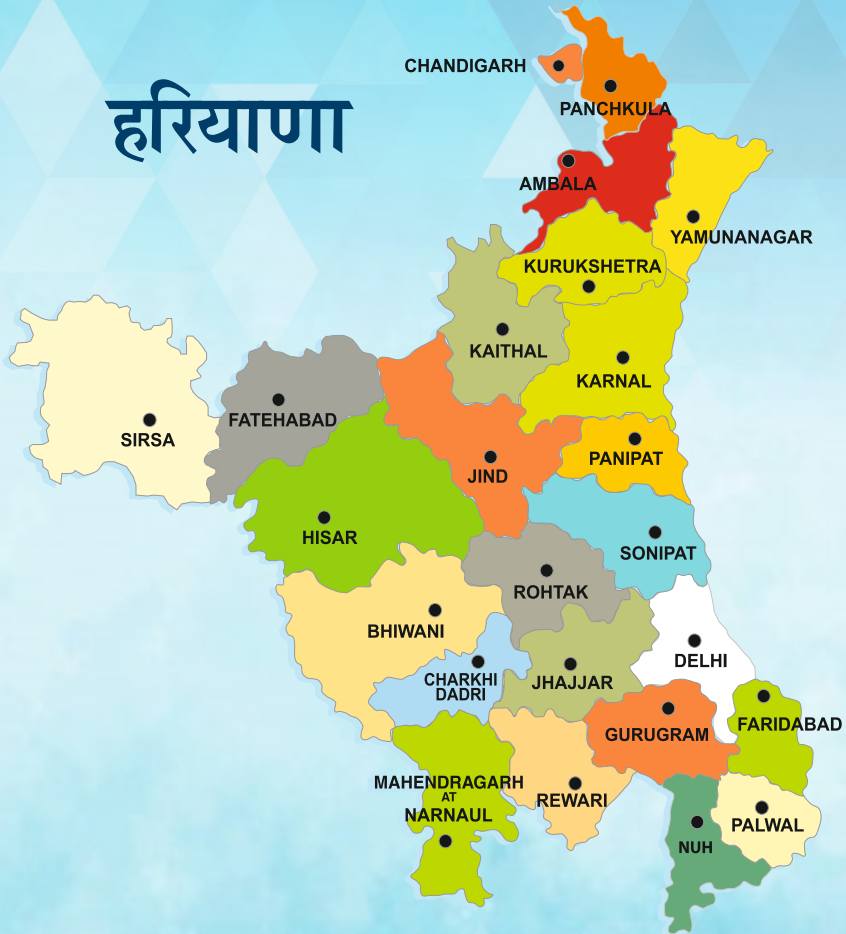 CHANDIGARH
PANCHKULA
हरियाणा
AMBALA
YAMUNANAGAR
KURUKSHETRA
KAITHAL
KARNAL
FATEHABAD
SIRSA
PANIPAT
JIND
HISAR
SONIPAT
ROHTAK
BHIWANI
DELHI
CHARKHI
DADRI
JHAJJAR
FARIDABAD
GURUGRAM
MAHENDRAGARH
AT
NARNAUL
REWARI
PALWAL
NUH